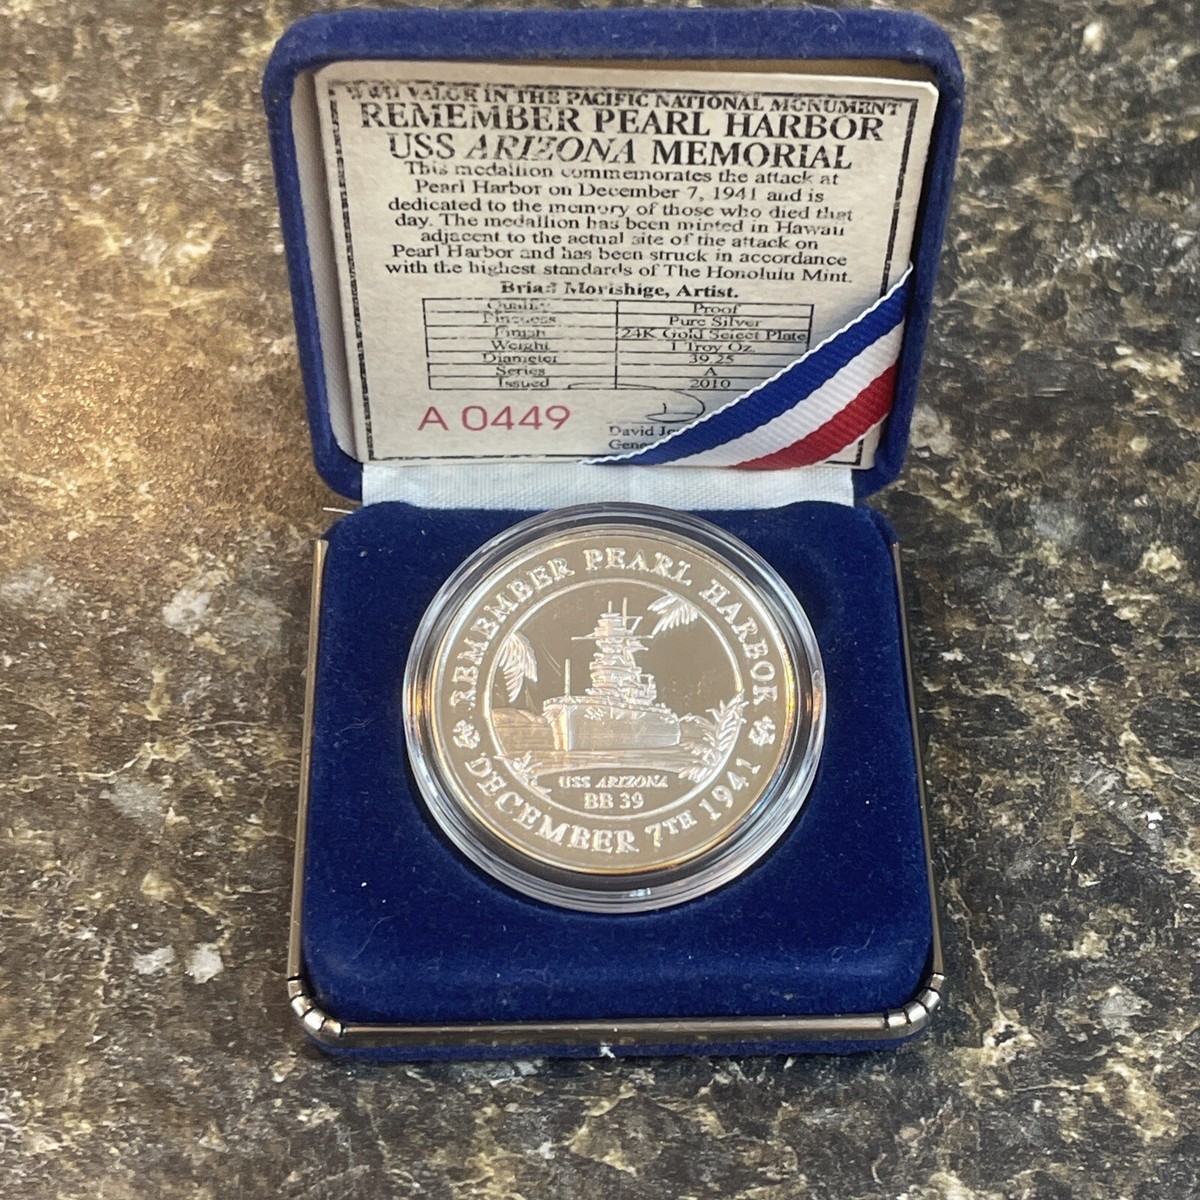 WWII VALOR IN THE PACIFIC NATIONAL MONUMENT
REMEMBER PEARL HARBOR
USS ARIZONA MEMORIAL
This medallion commemorates the attack at
Pearl Harbor on December 7, 1941 and is
dedicated to the memory of those who died that
day. The medallion has been minted in Hawaii
adjacent to the actual site of the attack on
Pearl Harbor and has been struck in accordance
with the highest standards of The Honolulu Mint.
Brian Morishige, Artist.
Quality Proof
Fineness Pure Silver
Finish 24K Gold Select Plate
Weight 1 Troy Oz.
Diameter 39.25
Series A
Issued 2010
A 0449
David
REMEMBER PEARL HARBOR
USS ARIZONA
BB 39
DECEMBER 7TH 1941